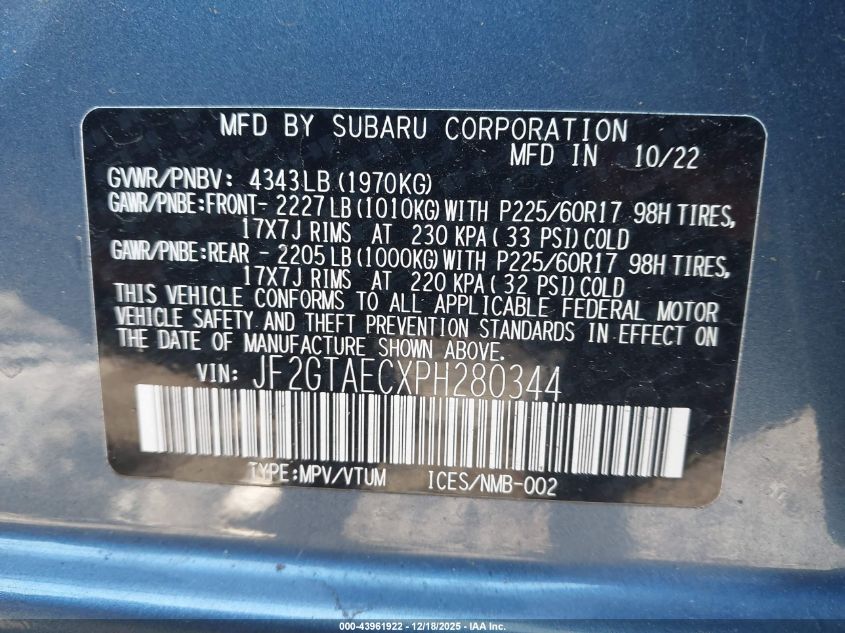 MFD BY SUBARU CORPORATION
MFD IN 10/22
GVWR/PNBV: 4343LB (1970KG)
GAWR/PNBE:FRONT- 2227LB (1010KG) WITH P225/60R17 98H TIRES,
17X7J RIMS AT 230 KPA ( 33 PSI) COLD
GAWR/PNBE:REAR - 2205LB (1000KG) WITH P225/60R17 98H TIRES,
17X7J RIMS AT 220 KPA ( 32 PSI) COLD
THIS VEHICLE CONFORMS TO ALL APPLICABLE FEDERAL MOTOR
VEHICLE SAFETY AND THEFT PREVENTION STANDARDS IN EFFECT ON
THE DATE OF MANUFACTURE SHOWN ABOVE.
VIN: JF2GTAECXPH280344
TYPE:MPV/VTUM ICES/NMB-002
000-43961922 - 12/18/2025 - IAA Inc.